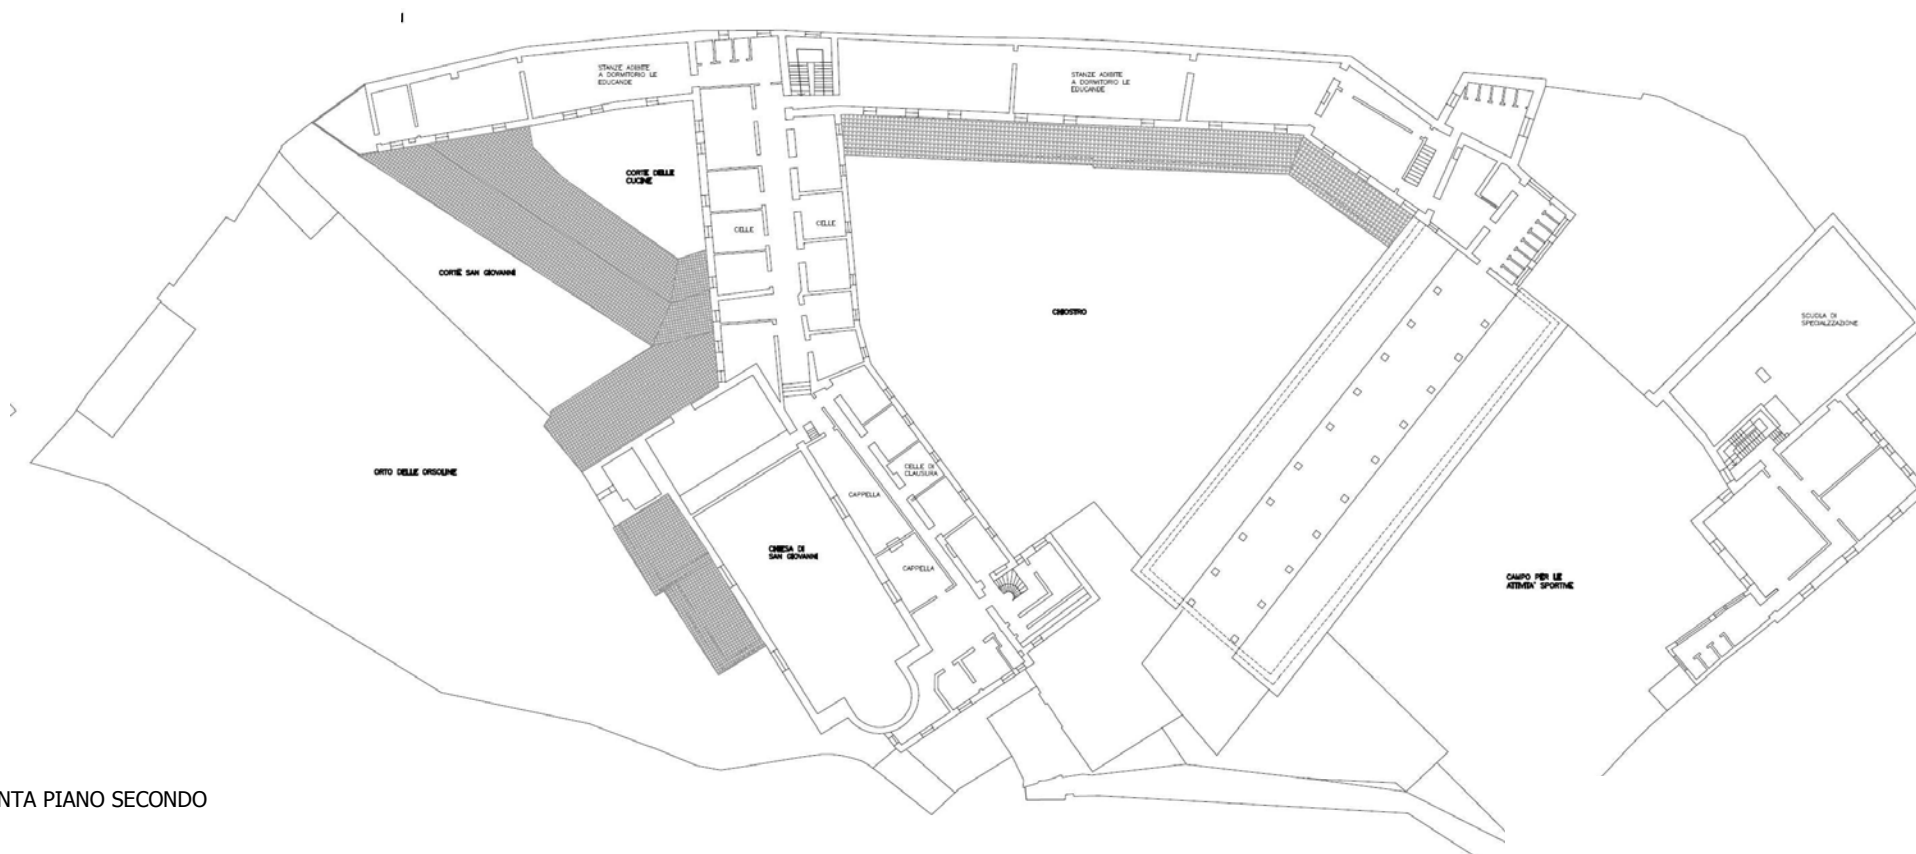 STANZE ADIBITE
A DORMITORIO LE
EDUCANDE
STANZE ADIBITE
A DORMITORIO LE
EDUCANDE
CORTE DELLE
CUCINE
CELLE
CELLE
CORTE SAN GIOVANNI
CHIOSTRO
SCUOLA DI
SPECIALZZAZIONE
ORTO DELLE ORSOLINE
CELLE DI
CLAUSURA
CAPPELLA
CHIESA DI
SAN GIOVANNI
CAPPELLA
CAMPO PER LE
ATTIVITA' SPORTIVE
NTA PIANO SECONDO